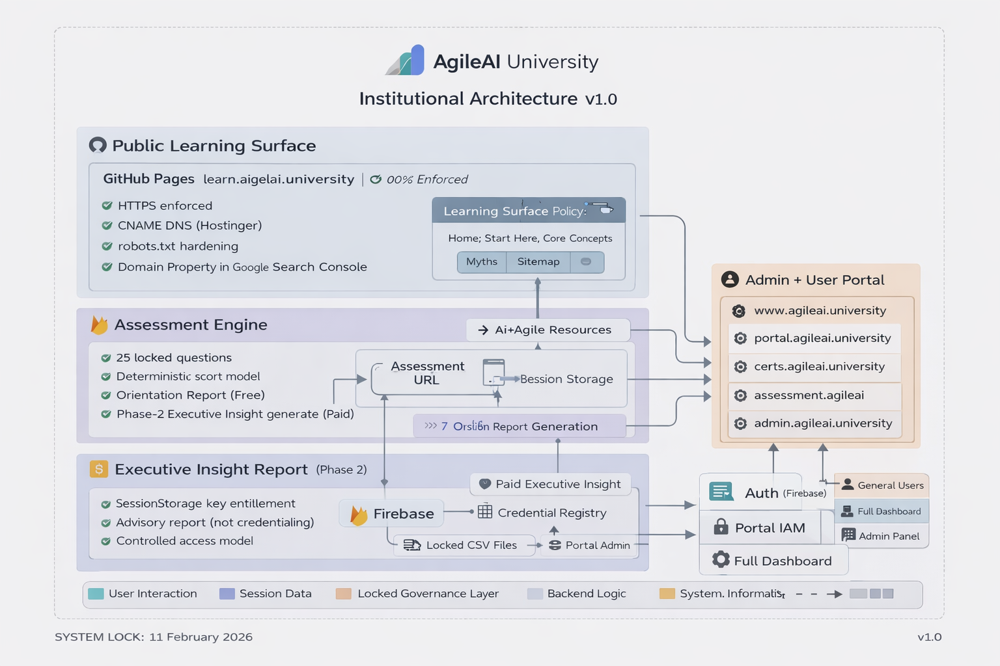 AgileAI University
Institutional Architecture v1.0
Public Learning Surface
GitHub Pages learn.aigelai.university | 00% Enforced
HTTPS enforced
CNAME DNS (Hostinger)
robots.txt hardening
Domain Property in Google Search Console
Learning Surface Policy:
Home; Start Here, Core Concepts
Myths Sitemap
Assessment Engine
25 locked questions
Deterministic scort model
Orientation Report (Free)
Phase-2 Executive Insight generate (Paid)
→ Ai+Agile Resources
Assessment
URL
Bession Storage
>>> 7 Report Generation
Executive Insight Report (Phase 2)
SessionStorage key entillement
Advisory report (not credentialing)
Controlled access model
Paid Executive Insight
Firebase
Credential Registry
Locked CSV Files
Portal Admin
Admin + User Portal
www.agileai.university
portal.agileai.university
certs.agileai.university
assessment.agileai
admin.agileai.university
Auth (Firebase)
Portal IAM
Full Dashboard
General Users
Full Dashboard
Admin Panel
User Interaction
Session Data
Locked Governance Layer
Backend Logic
System.
SYSTEM LOCK: 11 February 2026
v1.0